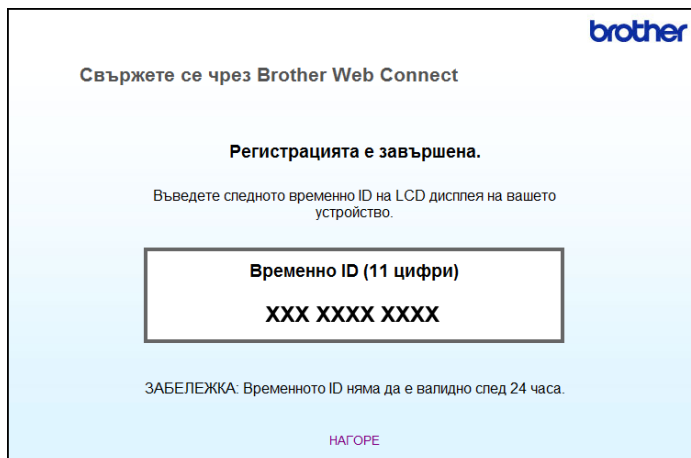 brother
Свържете се чрез Brother Web Connect
Регистрацията е завършена.
Въведете следното временно ID на LCD дисплея на вашето
устройство.
Временно ID (11 цифри)
XXX XXXX XXXX
ЗАБЕЛЕЖКА: Временното ID няма да е валидно след 24 часа.
НАГОРЕ